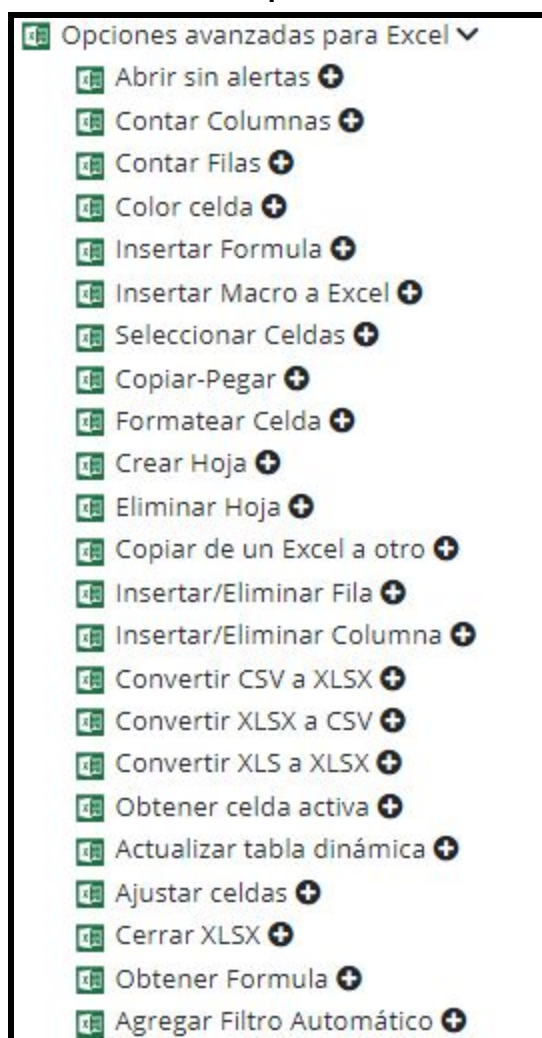 Opciones avanzadas para Excel
Abrir sin alertas
Contar Columnas
Contar Filas
Color celda
Insertar Formula
Insertar Macro a Excel
Seleccionar Celdas
Copiar-Pegar
Formatear Celda
Crear Hoja
Eliminar Hoja
Copiar de un Excel a otro
Insertar/Eliminar Fila
Insertar/Eliminar Columna
Convertir CSV a XLSX
Convertir XLSX a CSV
Convertir XLS a XLSX
Obtener celda activa
Actualizar tabla dinámica
Ajustar celdas
Cerrar XLSX
Obtener Formula
Agregar Filtro Automático